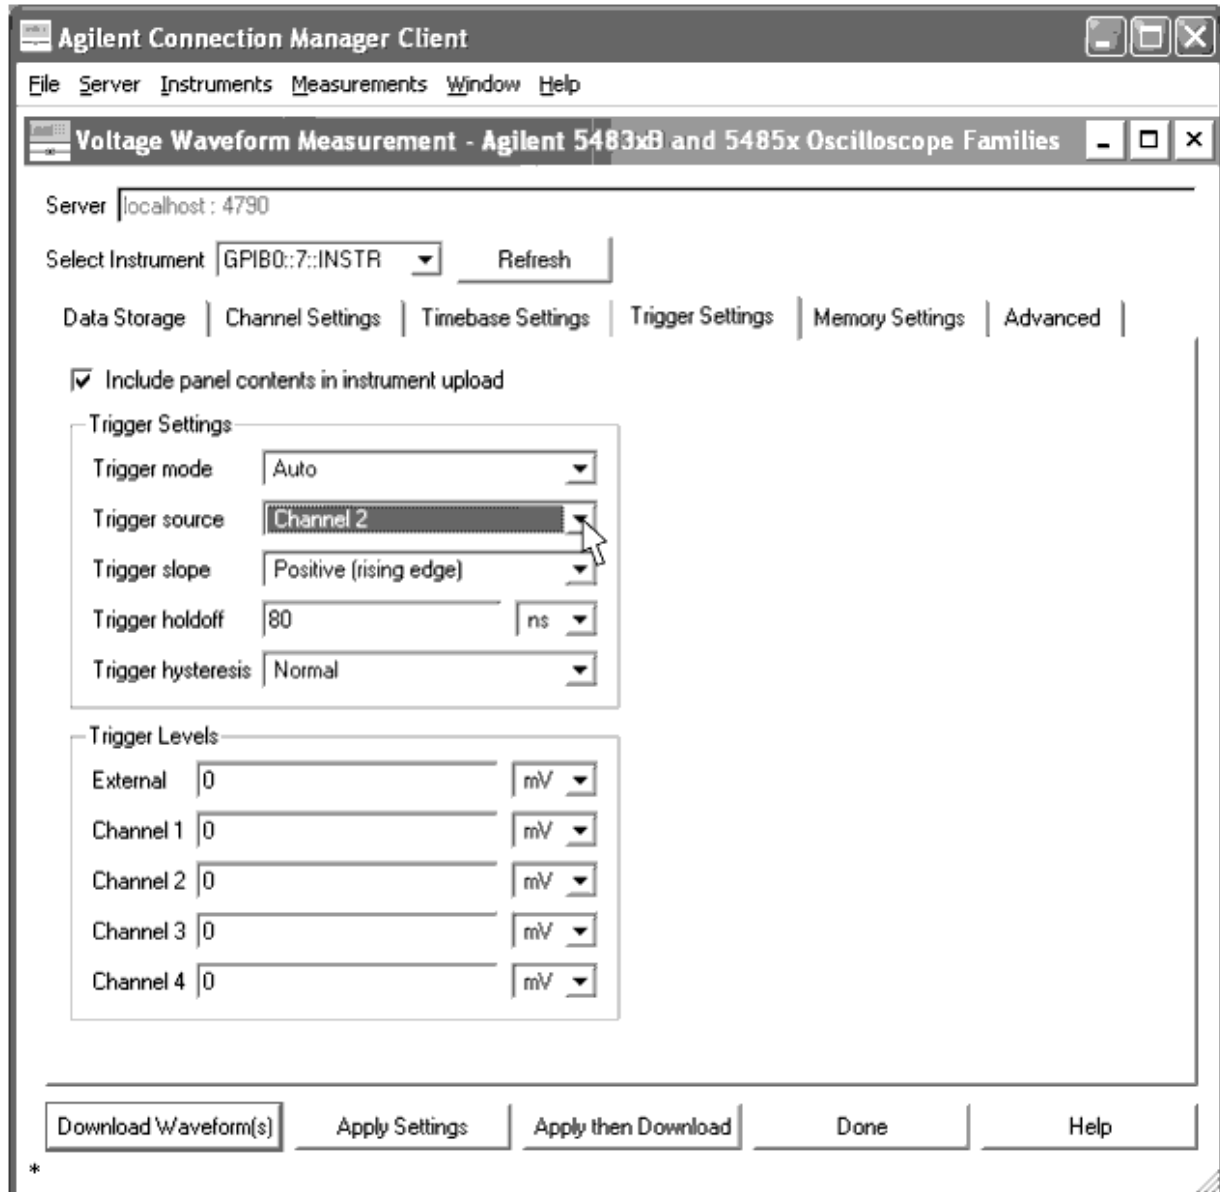 Agilent Connection Manager Client
File Server Instruments Measurements Window Help
Voltage Waveform Measurement - Agilent 5483xB and 5485x Oscilloscope Families
Server localhost : 4790
Select Instrument GPIB0::7::INSTR Refresh
Data Storage Channel Settings Timebase Settings Trigger Settings Memory Settings Advanced
Include panel contents in instrument upload
Trigger Settings
Trigger mode Auto
Trigger source Channel 2
Trigger slope Positive (rising edge)
Trigger holdoff 80 ns
Trigger hysteresis Normal
Trigger Levels
External 0 mV
Channel 1 0 mV
Channel 2 0 mV
Channel 3 0 mV
Channel 4 0 mV
Download Waveform(s) Apply Settings Apply then Download Done Help
*